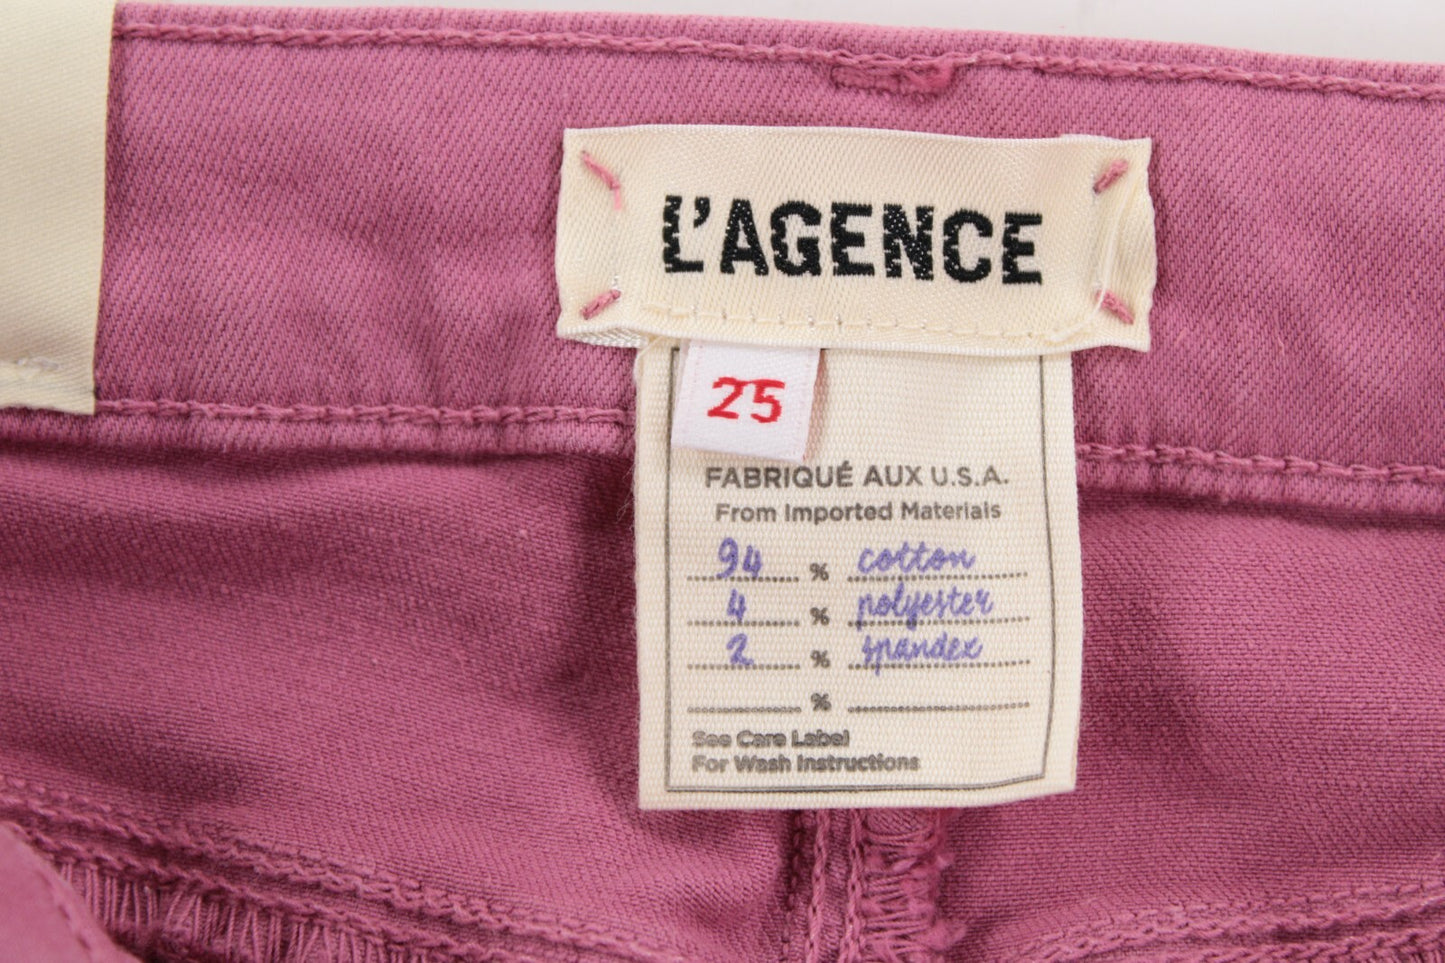 L'AGENCE
25
FABRIQUÉ AUX U.S.A.
From Imported Materials
94 % cotton
4 % polyester
2 % spandex
%
See Care Label
For Wash Instructions